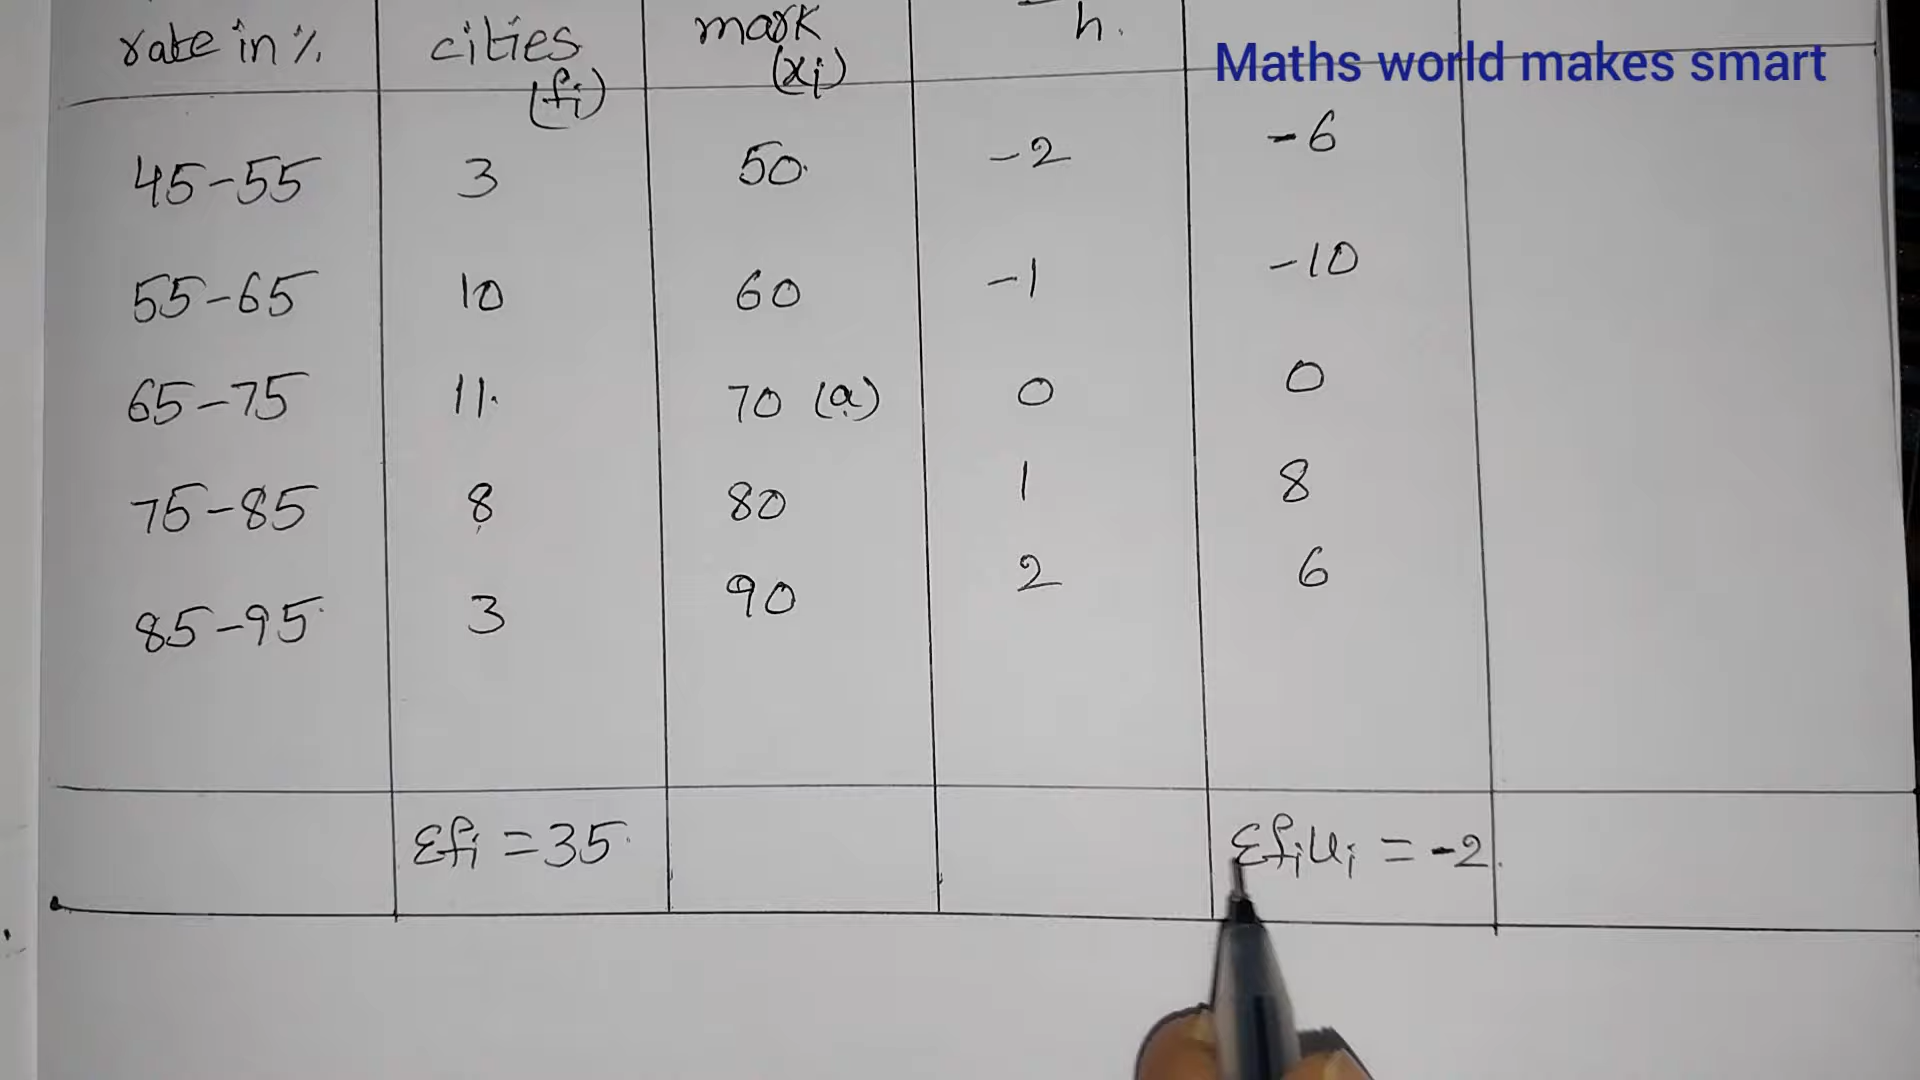 rate in %. cities (fi) mark (xi) h.
Maths world makes smart
45-55 3 50 -2 -6
55-65 10 60 -1 -10
65-75 11 70 (a) 0 0
75-85 8 80 1 8
85-95 3 90 2 6
Σfi = 35 Σfiui = -2